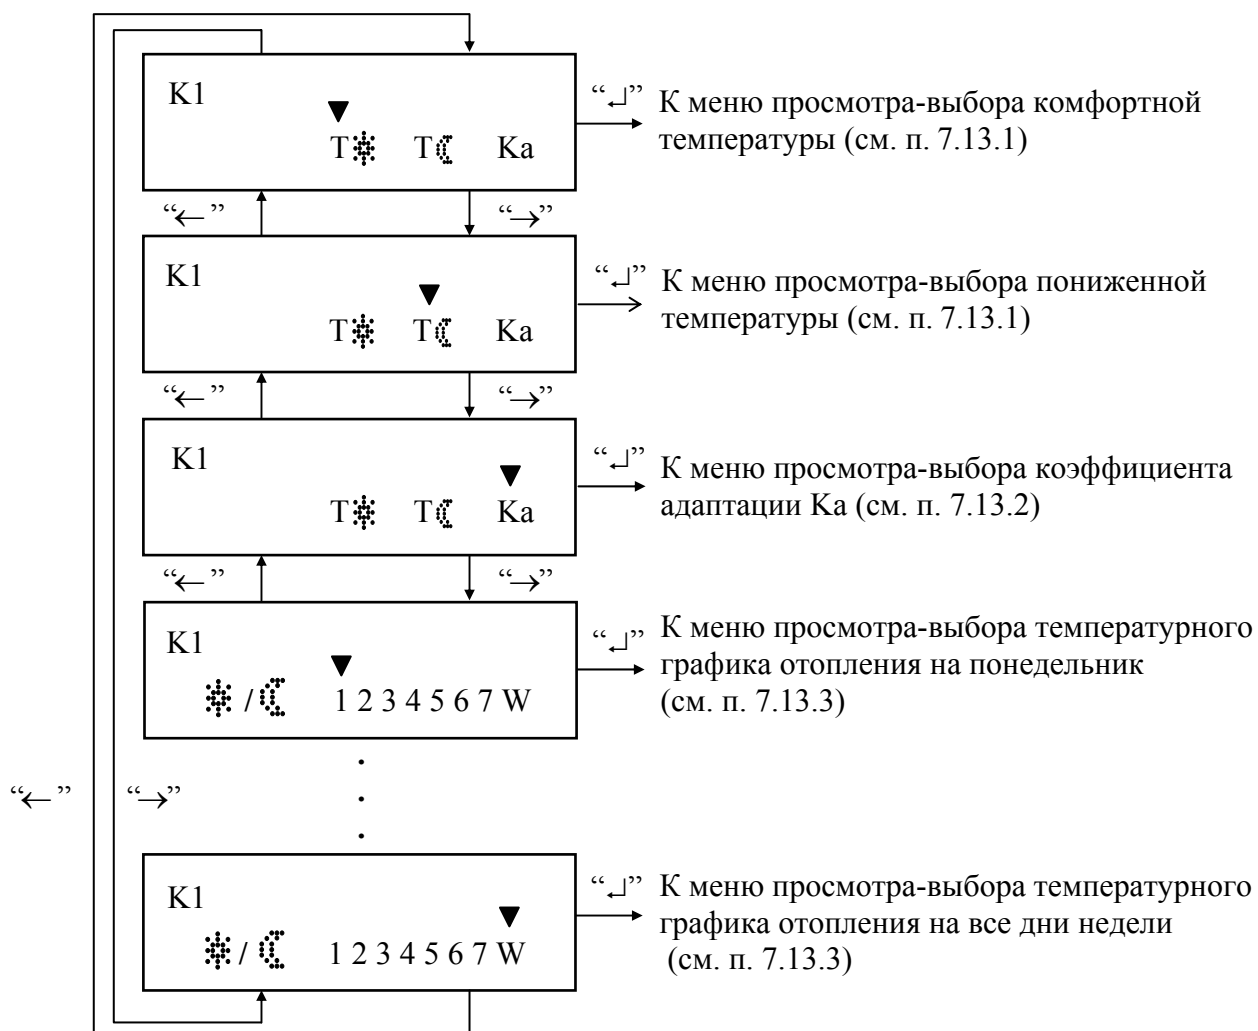 K1
▼
T☀ T☾ Ka
“↵” К меню просмотра-выбора комфортной
температуры (см. п. 7.13.1)
“←” “→”
K1
▼
T☀ T☾ Ka
“↵” К меню просмотра-выбора пониженной
температуры (см. п. 7.13.1)
“←” “→”
K1
▼
T☀ T☾ Ka
“↵” К меню просмотра-выбора коэффициента
адаптации Ка (см. п. 7.13.2)
“←” “→”
K1
▼
☀ / ☾ 1 2 3 4 5 6 7 W
“↵” К меню просмотра-выбора температурного
графика отопления на понедельник
(см. п. 7.13.3)
“←” “→”
K1
▼
☀ / ☾ 1 2 3 4 5 6 7 W
“↵” К меню просмотра-выбора температурного
графика отопления на все дни недели
(см. п. 7.13.3)